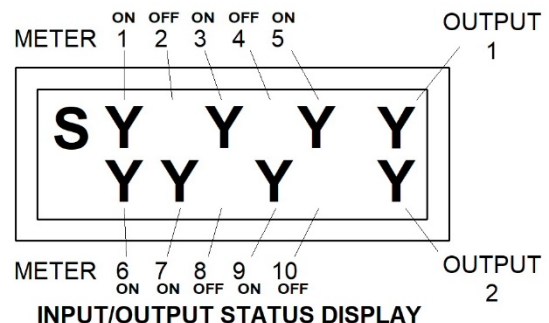 ON OFF ON OFF ON
METER 1 2 3 4 5
OUTPUT
1
S Y Y Y Y
Y Y Y Y
METER 6 7 8 9 10
ON ON OFF ON OFF
OUTPUT
2
INPUT/OUTPUT STATUS DISPLAY